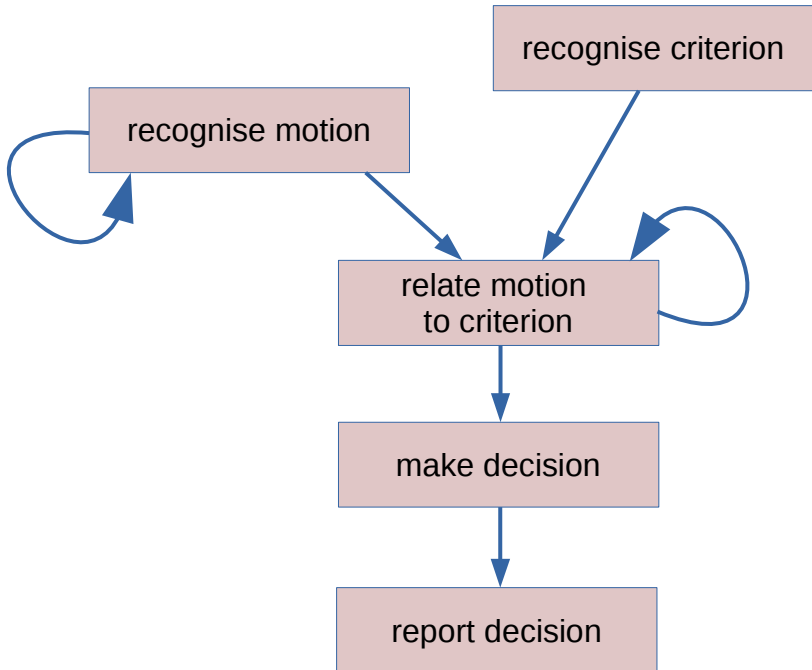 recognise criterion
recognise motion
relate motion
to criterion
make decision
report decision